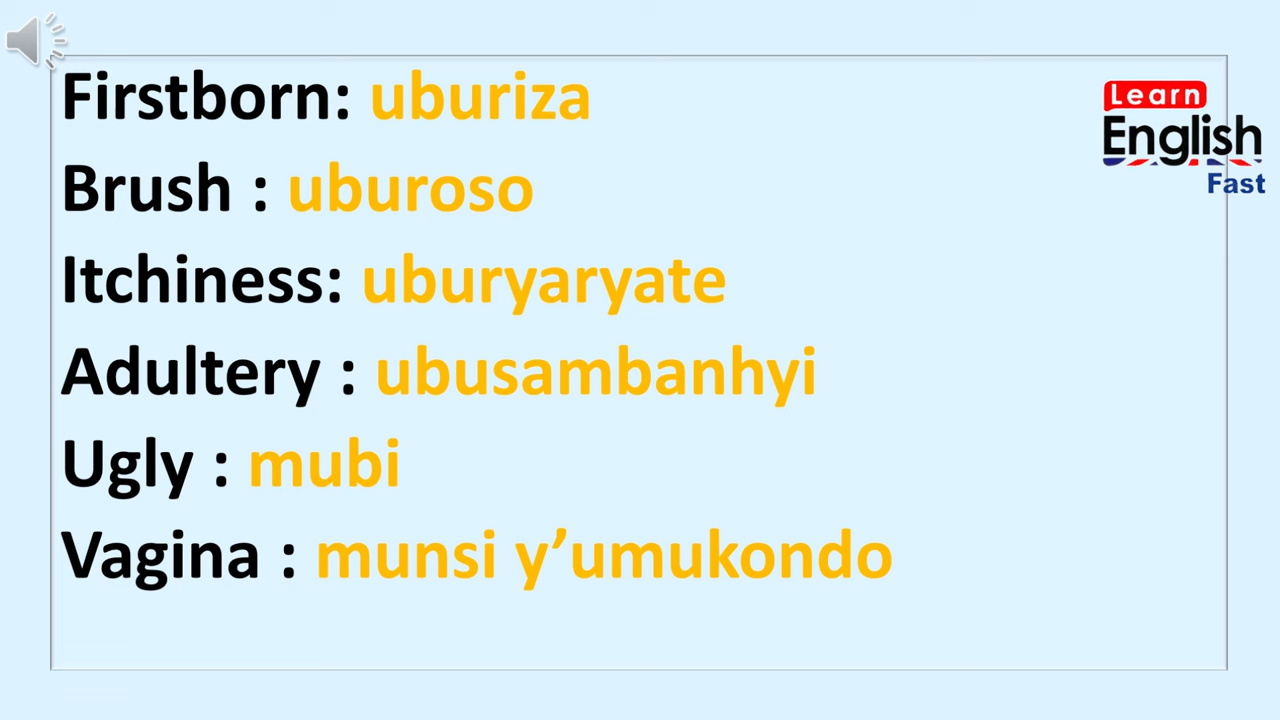 Firstborn: uburiza
Brush : uburoso
Itchiness: uburyaryate
Adultery : ubusambanhyi
Ugly : mubi
Vagina : munsi y’umukondo
Learn
English
Fast